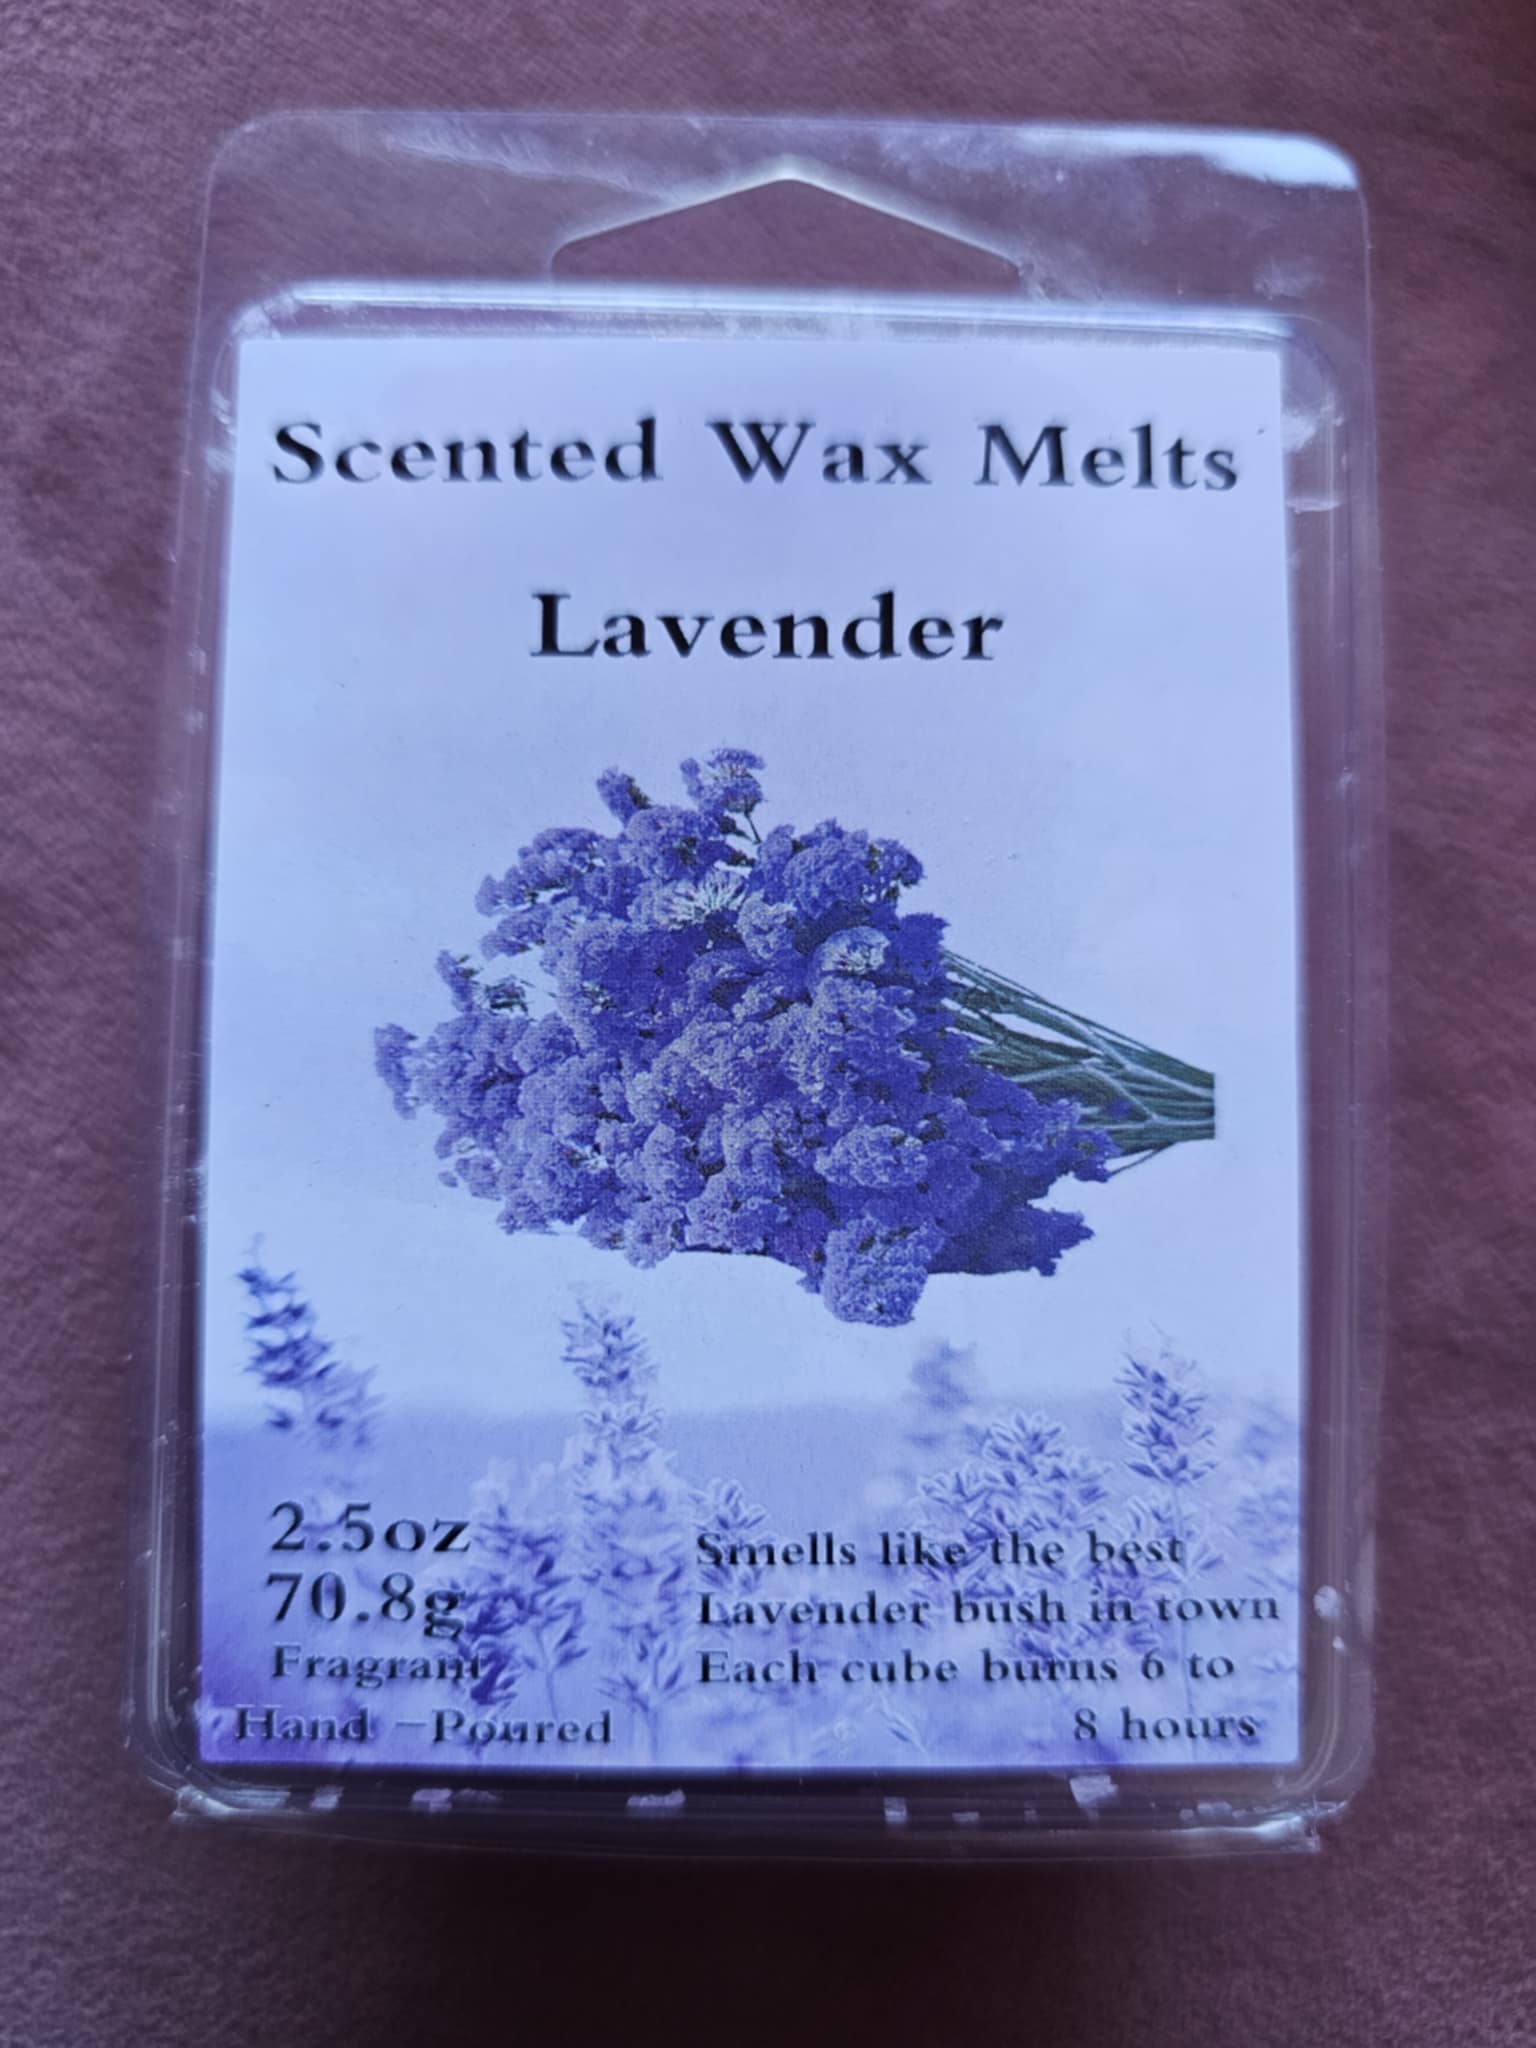 Scented Wax Melts
Lavender
2.5oz
70.8g
Fragrant
Hand -Poured
Smells like the best
Lavender bush in town
Each cube burns 6 to
8 hours